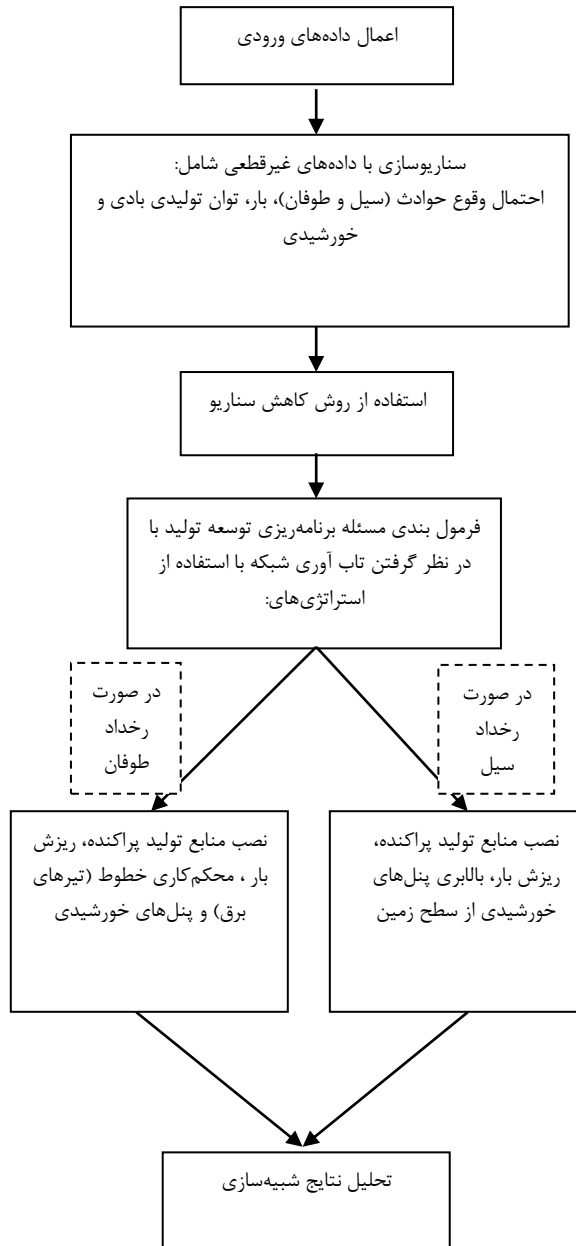 اعمال داده‌های ورودی
سناریوسازی با داده‌های غیرقطعی شامل:
احتمال وقوع حوادث (سیل و طوفان)، بار، توان تولیدی بادی و
خورشیدی
استفاده از روش کاهش سناریو
فرمول بندی مسئله برنامه‌ریزی توسعه تولید با
در نظر گرفتن تاب آوری شبکه با استفاده از
استراتژی‌های:
در صورت
رخداد
سیل
در صورت
رخداد
طوفان
نصب منابع تولید پراکنده،
ریزش بار، بالابری پنل‌های
خورشیدی از سطح زمین
نصب منابع تولید پراکنده، ریزش
بار ، محکم‌کاری خطوط (تیرهای
برق) و پنل‌های خورشیدی
تحلیل نتایج شبیه‌سازی